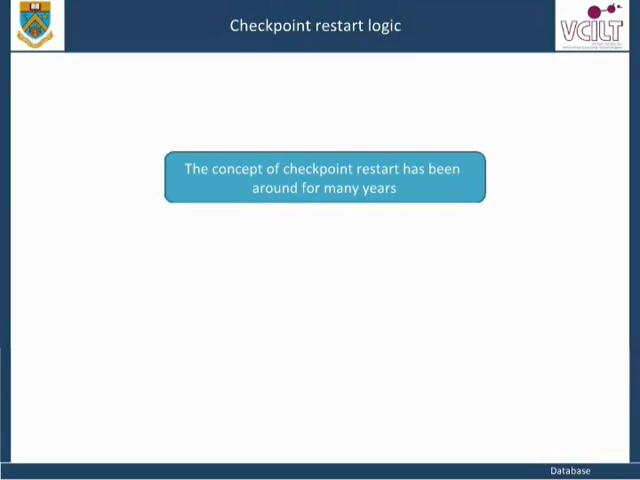 Checkpoint restart logic
VCILT
The concept of checkpoint restart has been
around for many years
Database